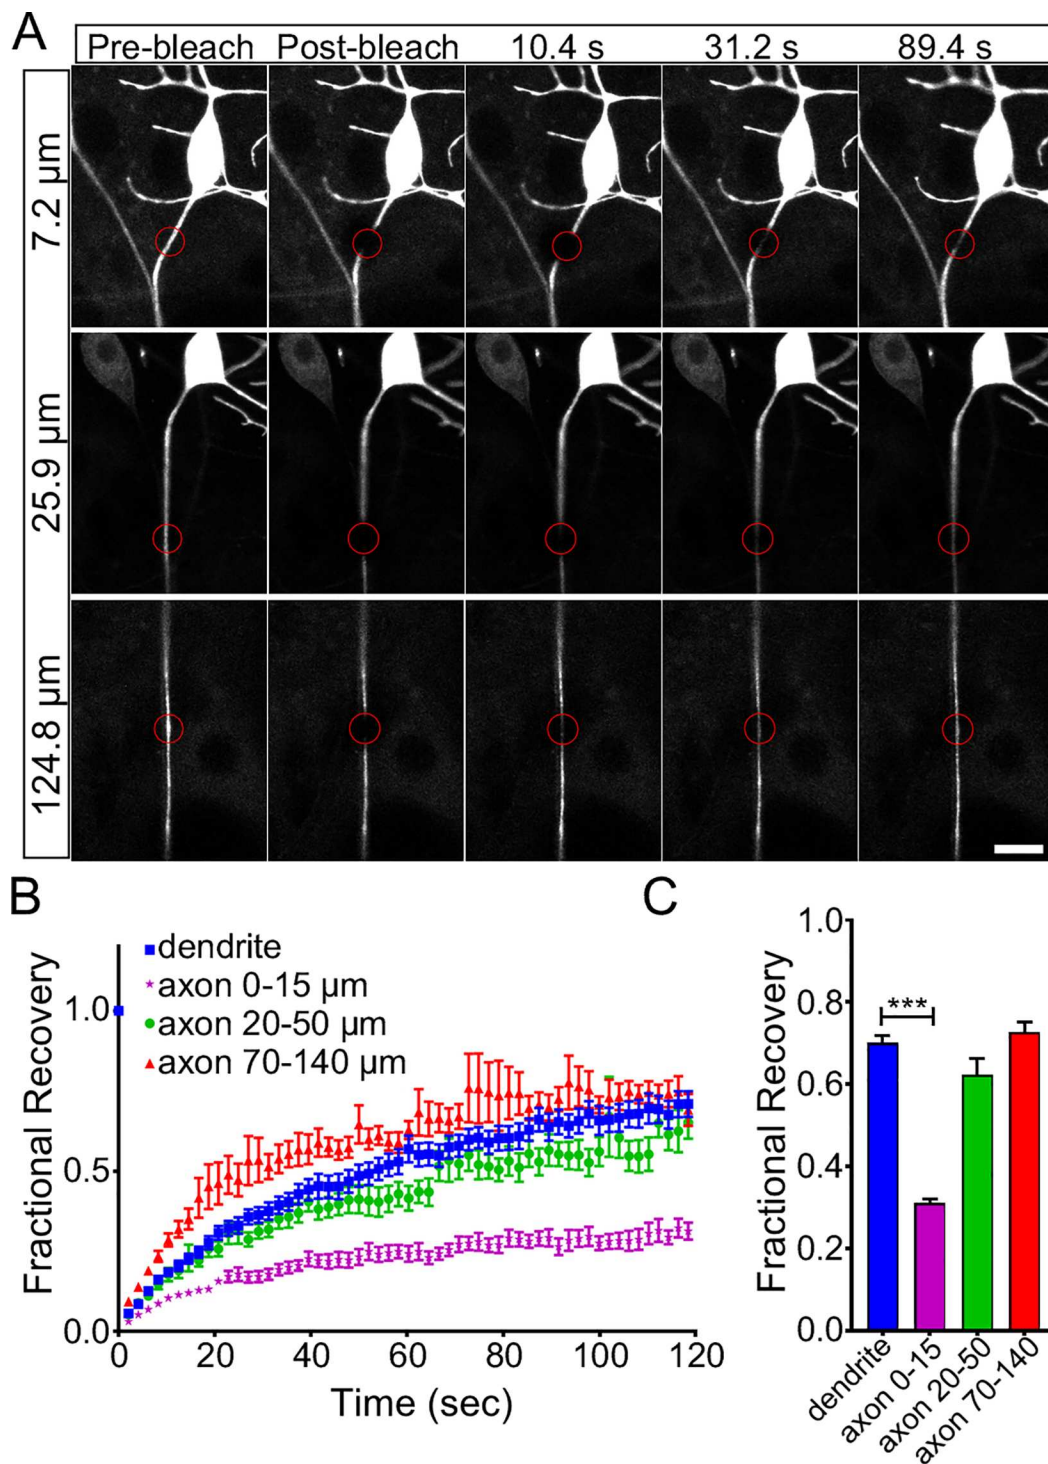 A
Pre-bleach Post-bleach 10.4 s 31.2 s 89.4 s
7.2 µm
25.9 µm
124.8 µm
B
dendrite
axon 0-15 µm
axon 20-50 µm
axon 70-140 µm
Fractional Recovery
1.0
0.5
0.0
0 20 40 60 80 100 120
Time (sec)
C
Fractional Recovery
1.0
0.8
0.6
0.4
0.2
0.0
***
dendrite
axon 0-15
axon 20-50
axon 70-140